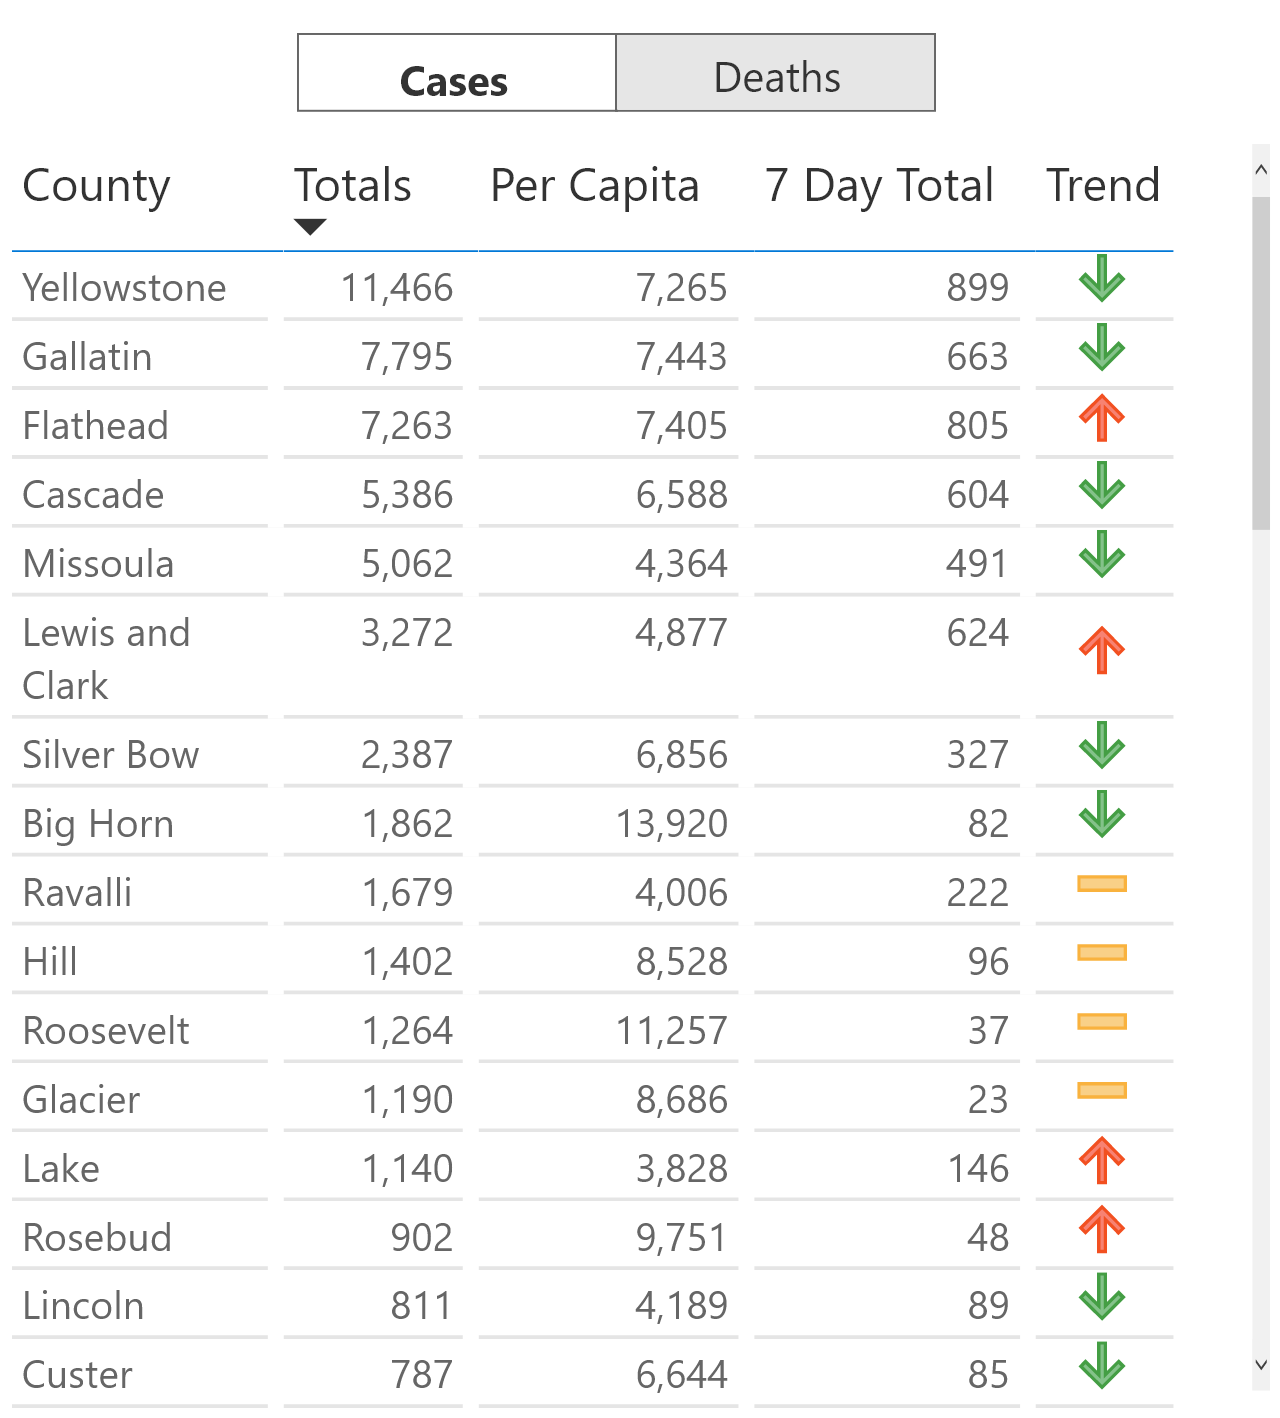 Cases Deaths
County Totals Per Capita 7 Day Total Trend
Yellowstone 11,466 7,265 899
Gallatin 7,795 7,443 663
Flathead 7,263 7,405 805
Cascade 5,386 6,588 604
Missoula 5,062 4,364 491
Lewis and 3,272 4,877 624
Clark
Silver Bow 2,387 6,856 327
Big Horn 1,862 13,920 82
Ravalli 1,679 4,006 222
Hill 1,402 8,528 96
Roosevelt 1,264 11,257 37
Glacier 1,190 8,686 23
Lake 1,140 3,828 146
Rosebud 902 9,751 48
Lincoln 811 4,189 89
Custer 787 6,644 85